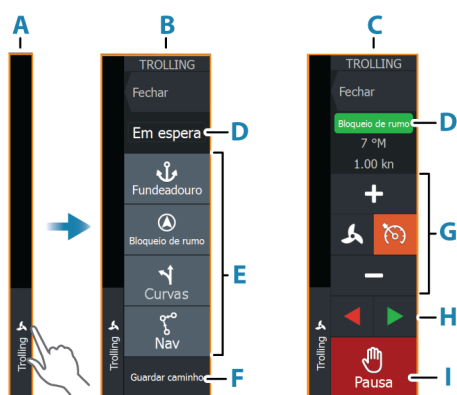 A
B
C
Trolling
TROLLING
Fechar
Em espera
D
Fundeadouro
Bloqueio de rumo
Curvas
Nav
E
Guardar caminho
F
Trolling
TROLLING
Fechar
Bloqueio de rumo
D
7 °M
1.00 kn
+
−
G
H
Pausa
I
Trolling